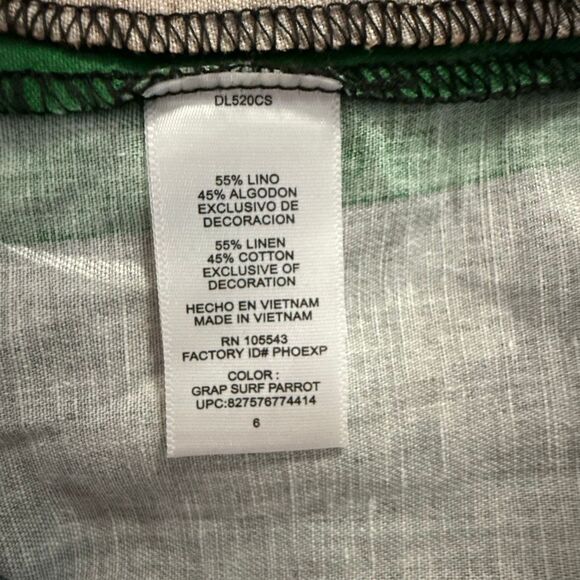 DL520CS
55% LINO
45% ALGODON
EXCLUSIVO DE
DECORACION
55% LINEN
45% COTTON
EXCLUSIVE OF
DECORATION
HECHO EN VIETNAM
MADE IN VIETNAM
RN 105543
FACTORY ID# PHOEXP
COLOR :
GRAP SURF PARROT
UPC:827576774414
6